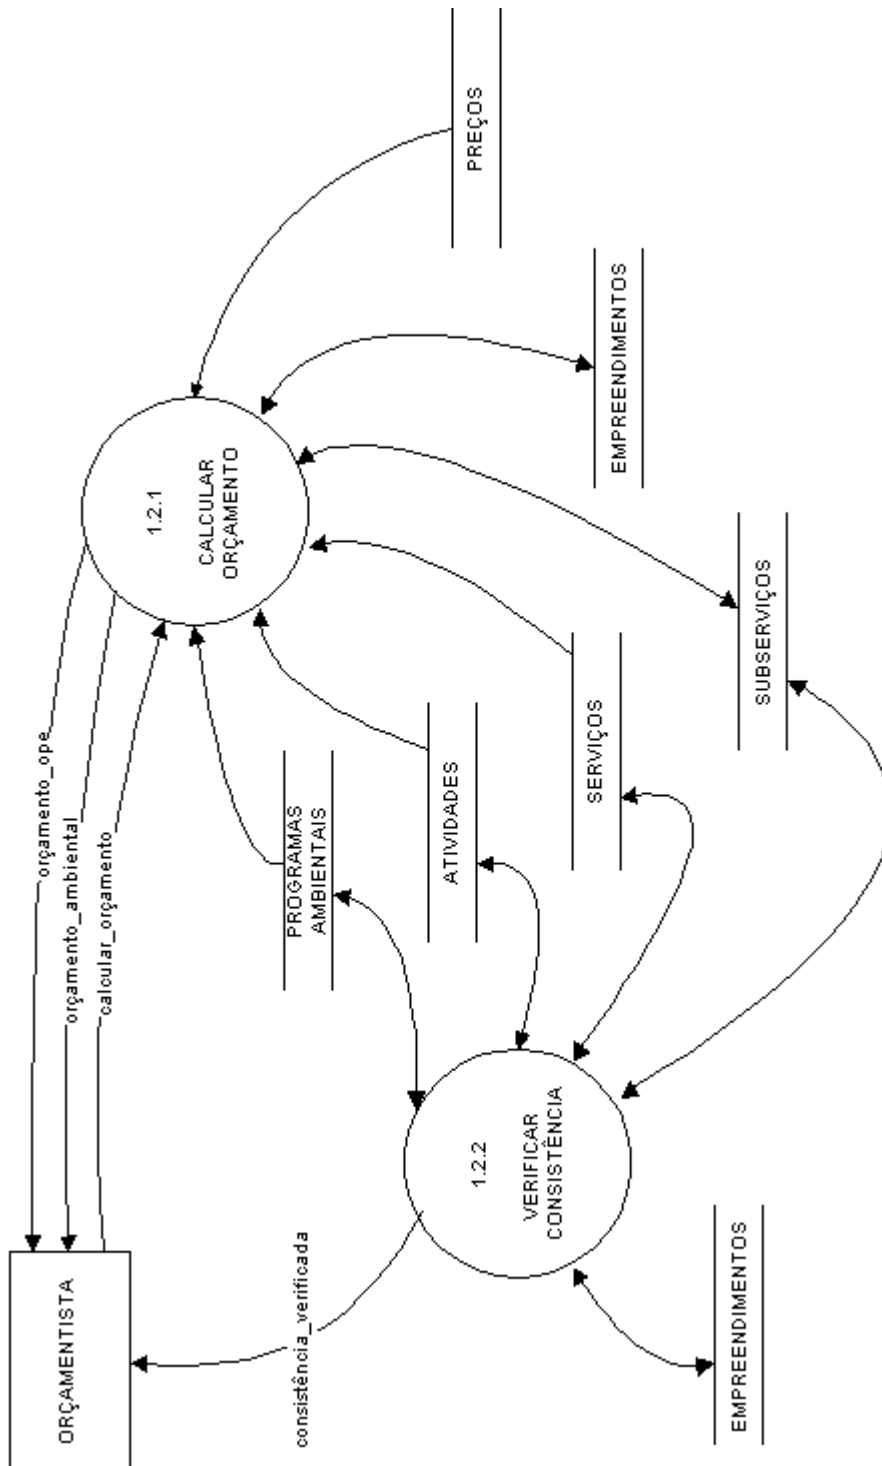 ORÇAMENTISTA
orçamento_ope
orçamento_ambiental
calcular_orçamento
consistência_verificada
1.2.1
CALCULAR
ORÇAMENTO
PREÇOS
EMPREENDIMENTOS
PROGRAMAS
AMBIENTAIS
ATIVIDADES
SERVIÇOS
SUBSERVIÇOS
1.2.2
VERIFICAR
CONSISTÊNCIA
EMPREENDIMENTOS